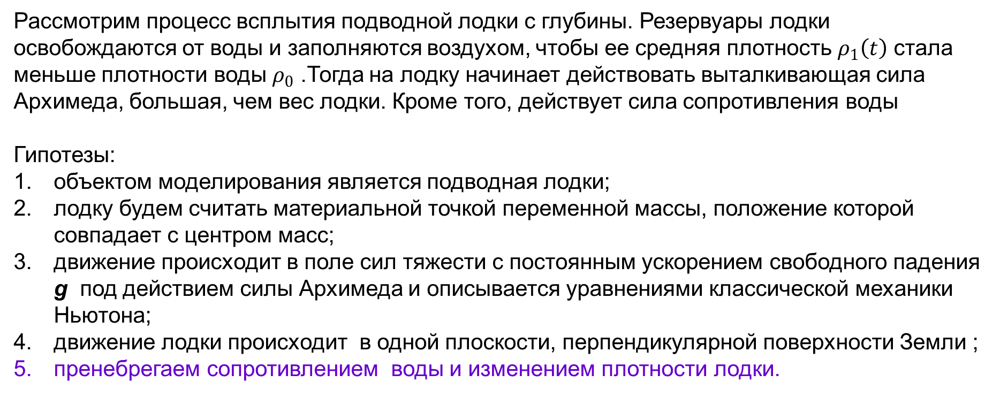 Рассмотрим процесс всплытия подводной лодки с глубины. Резервуары лодки
освобождаются от воды и заполняются воздухом, чтобы ее средняя плотность ρ₁(t) стала
меньше плотности воды ρ₀ .Тогда на лодку начинает действовать выталкивающая сила
Архимеда, большая, чем вес лодки. Кроме того, действует сила сопротивления воды
Гипотезы:
1. объектом моделирования является подводная лодки;
2. лодку будем считать материальной точкой переменной массы, положение которой
совпадает с центром масс;
3. движение происходит в поле сил тяжести с постоянным ускорением свободного падения
g под действием силы Архимеда и описывается уравнениями классической механики
Ньютона;
4. движение лодки происходит в одной плоскости, перпендикулярной поверхности Земли ;
5. пренебрегаем сопротивлением воды и изменением плотности лодки.